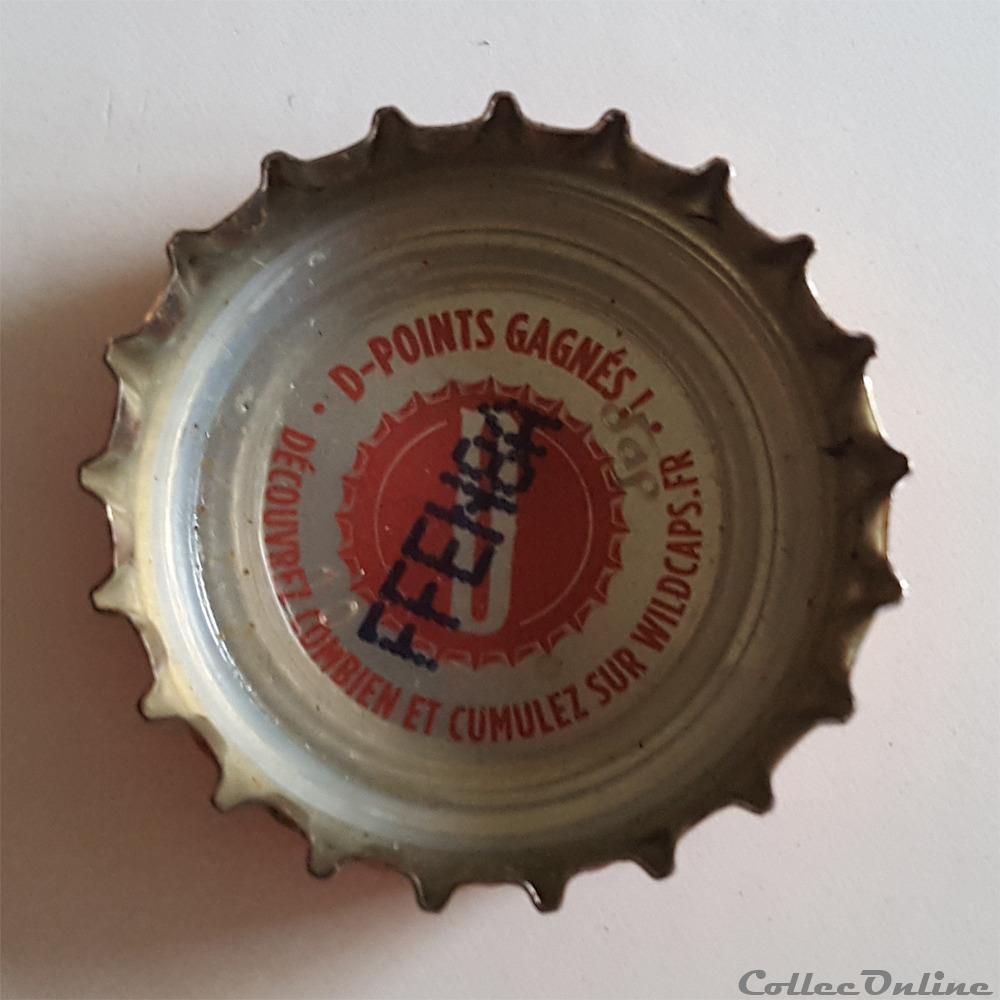 • D-POINTS GAGNÉS ! •
DÉCOUVREZ COMBIEN ET CUMULEZ SUR WILDCAPS.FR
CollecOnline